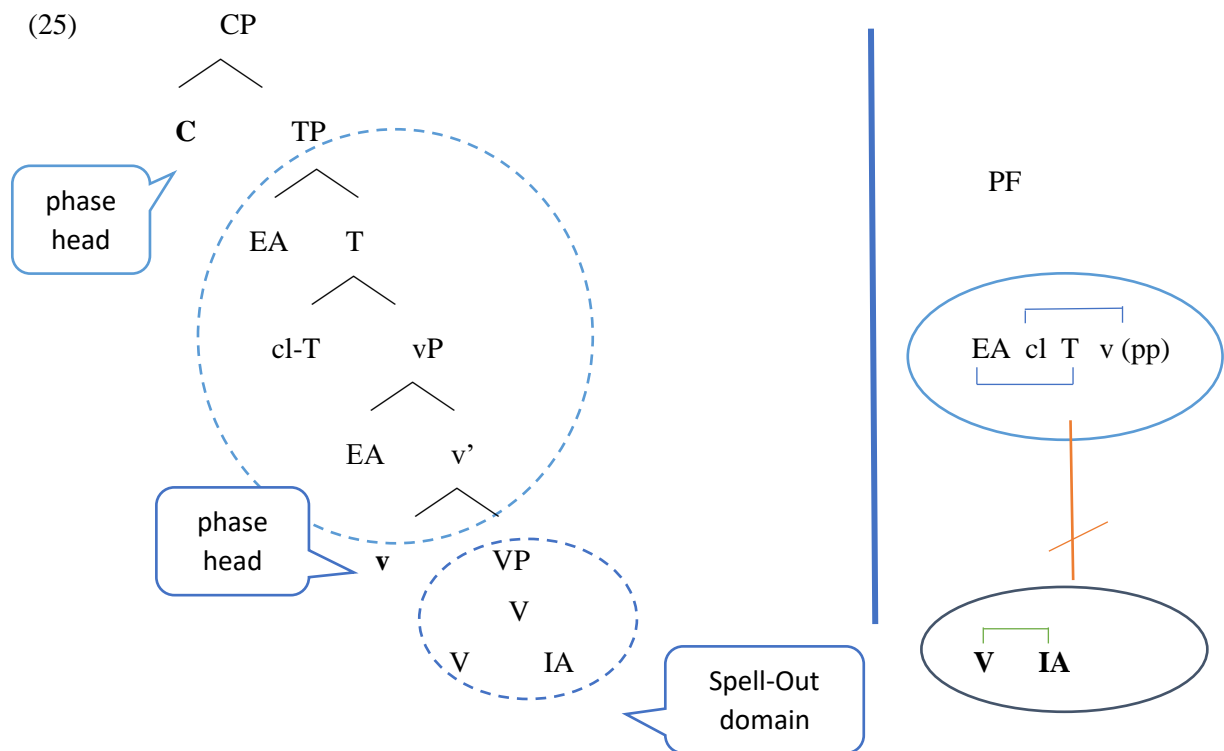 (25) CP
C TP
phase
head
PF
EA T
EA cl T v (pp)
cl-T vP
EA v’
phase
head
v VP
V
V IA
V IA
Spell-Out
domain